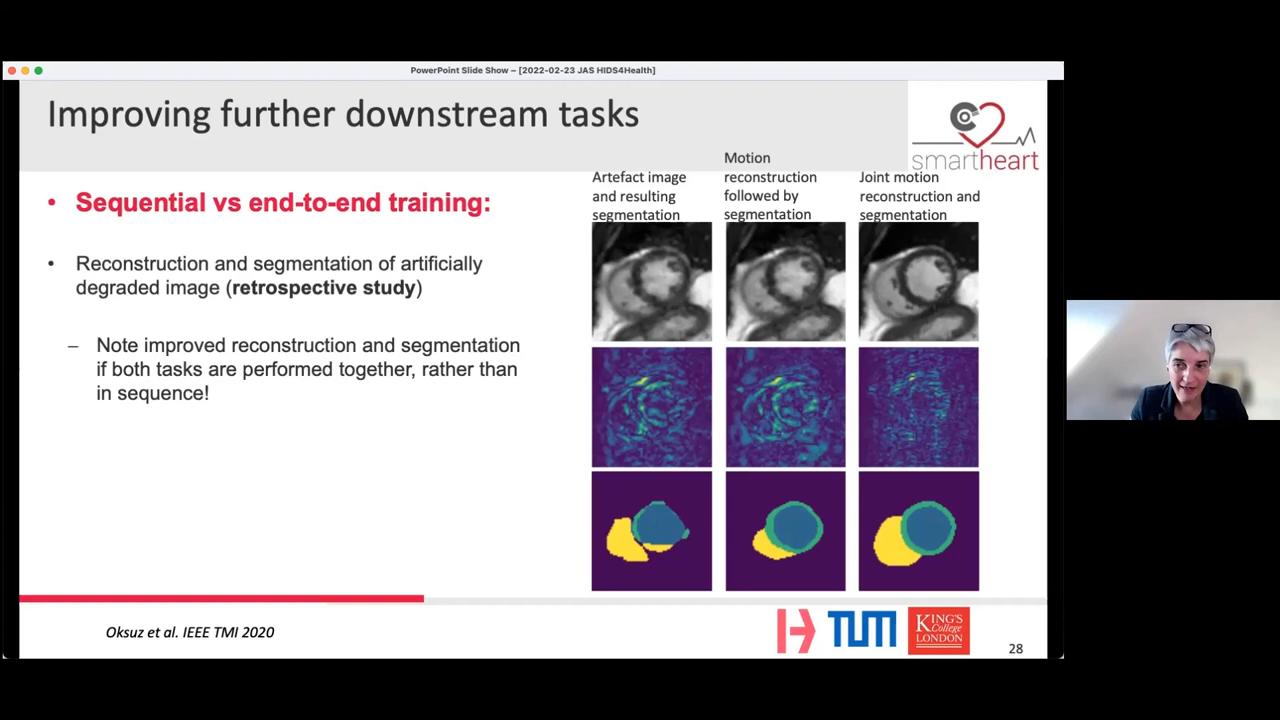 PowerPoint Slide Show – [2022-02-23 JAS HIDS4Health]
Improving further downstream tasks
smartheart
• Sequential vs end-to-end training:
• Reconstruction and segmentation of artificially
degraded image (retrospective study)
– Note improved reconstruction and segmentation
if both tasks are performed together, rather than
in sequence!
Artefact image
and resulting
segmentation
Motion
reconstruction
followed by
segmentation
Joint motion
reconstruction and
segmentation
Oksuz et al. IEEE TMI 2020
TUM
KING'S
College
LONDON
28